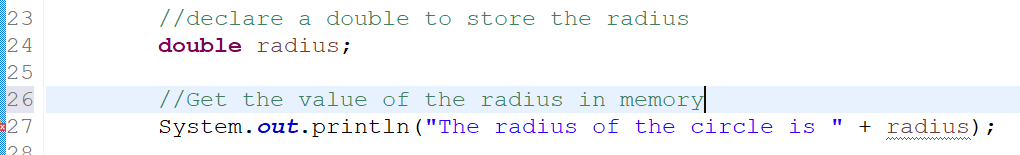 23 //declare a double to store the radius
24 double radius;
25
26 //Get the value of the radius in memory
27 System.out.println("The radius of the circle is " + radius);
28